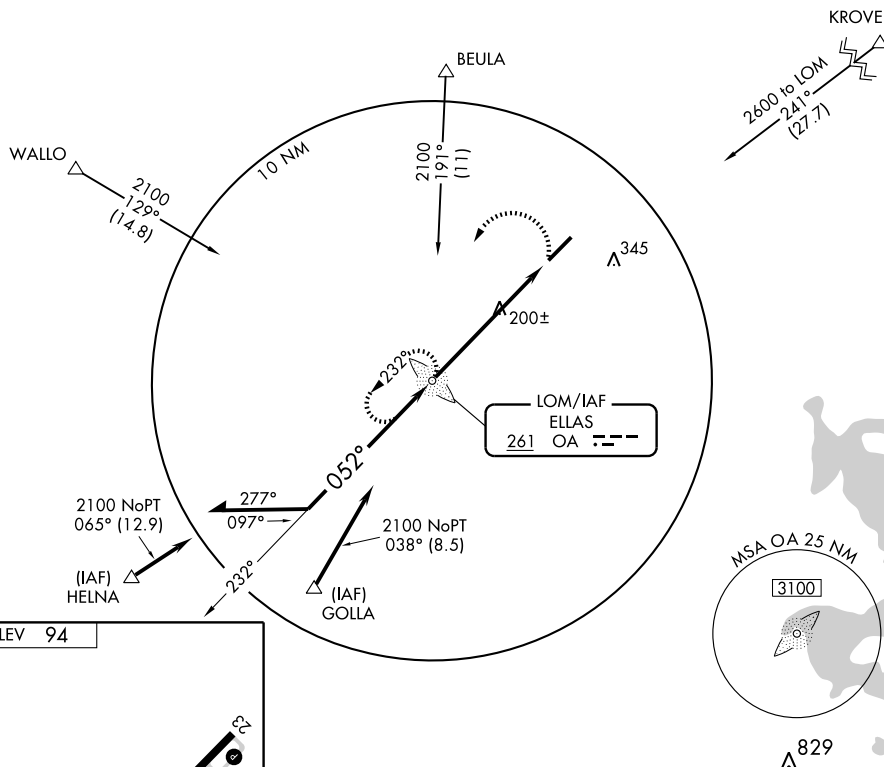 KROVE
BEULA
2600 to LOM
241°
(27.7)
WALLO
10 NM
2100
191°
(11)
2100
129°
(14.8)
345
200±
232°
LOM/IAF
ELLAS
261 OA
052°
277°
097°
2100 NoPT
065° (12.9)
2100 NoPT
038° (8.5)
MSA OA 25 NM
3100
(IAF)
HELNA
232°
(IAF)
GOLLA
LEV 94
23
P
829